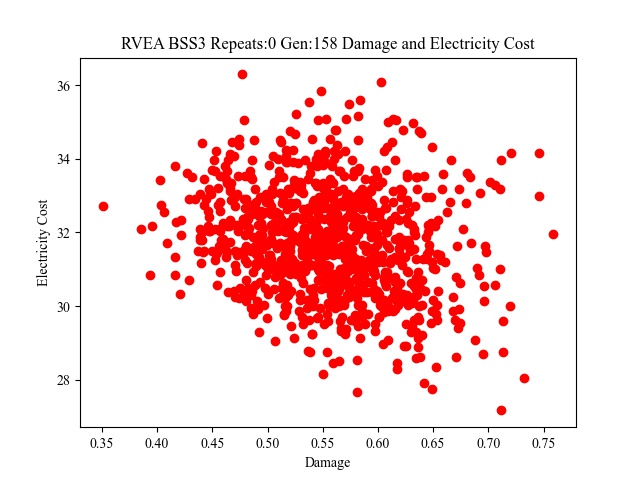 RVEA BSS3 Repeats:0 Gen:158 Damage and Electricity Cost
36
34
32
30
28
Electricity Cost
0.35 0.40 0.45 0.50 0.55 0.60 0.65 0.70 0.75
Damage